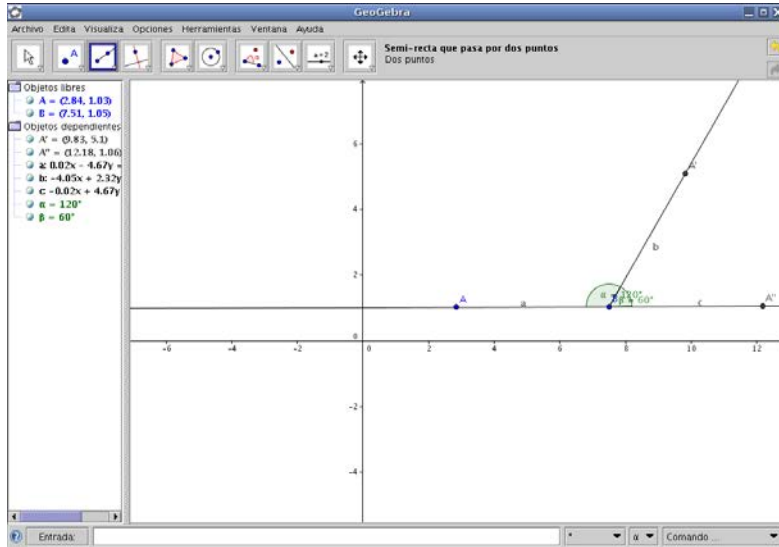 GeoGebra
Archivo Edita Visualiza Opciones Herramientas Ventana Ayuda
A
a=2
Semi-recta que pasa por dos puntos
Dos puntos
Objetos libres
A = (2.84, 1.03)
B = (7.51, 1.05)
Objetos dependientes
A' = (9.83, 5.1)
A'' = (12.18, 1.06)
a: 0.02x - 4.67y =
b: -4.05x + 2.32y
c: -0.02x + 4.67y
α = 120°
β = 60°
6
A'
4
b
2
α
120°
60°
A
a
c
A''
0
-6 -4 -2 0 2 4 6 8 10 12
-2
-4
Entrada:
α
Comando ...